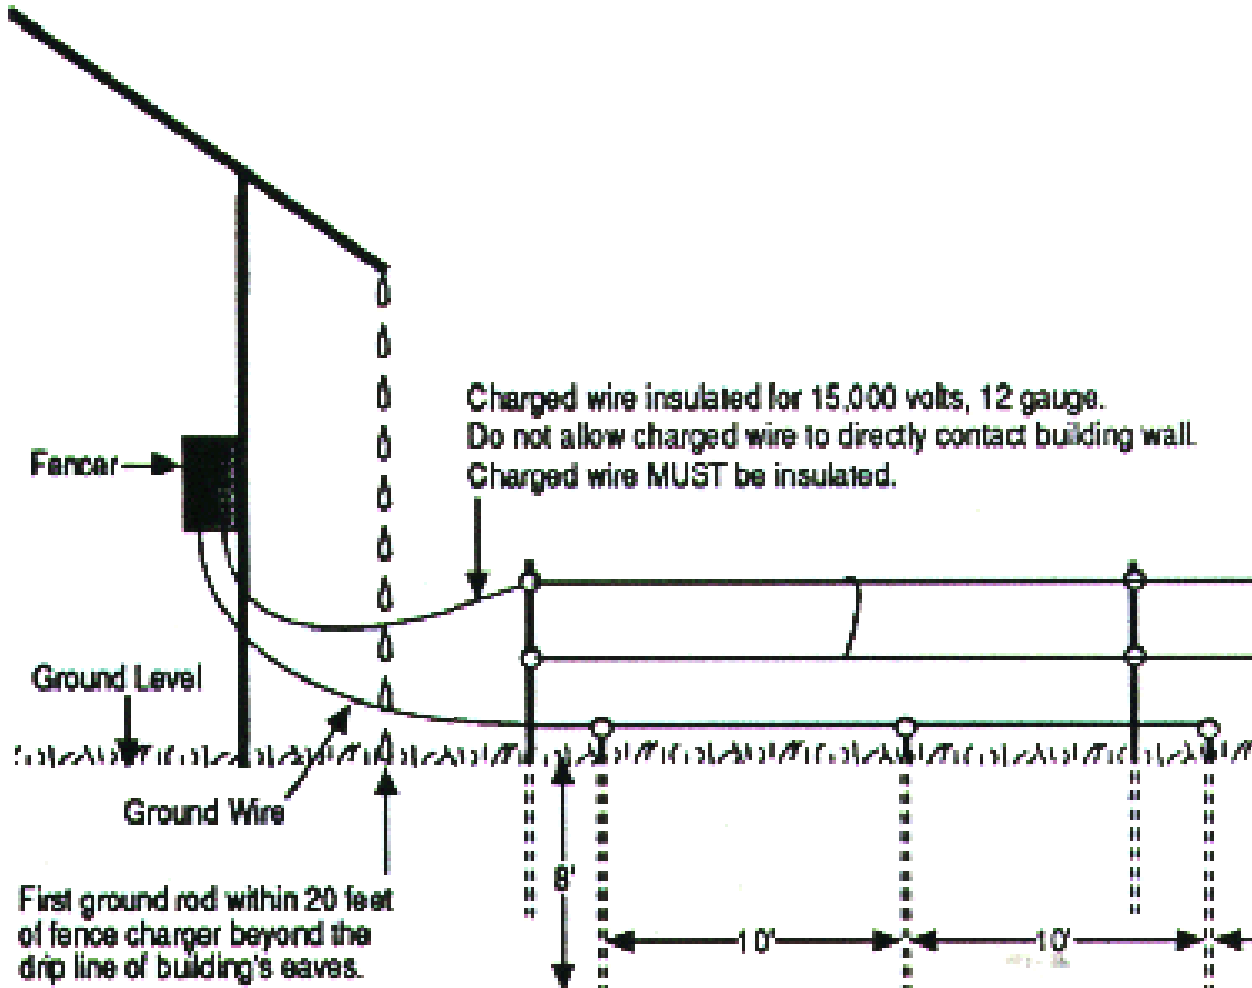 Charged wire insulated for 15,000 volts, 12 gauge.
Do not allow charged wire to directly contact building wall.
Charged wire MUST be insulated.
Fencer
Ground Level
Ground Wire
8'
First ground rod within 20 feet
of fence charger beyond the
drip line of building's eaves.
10'
10'